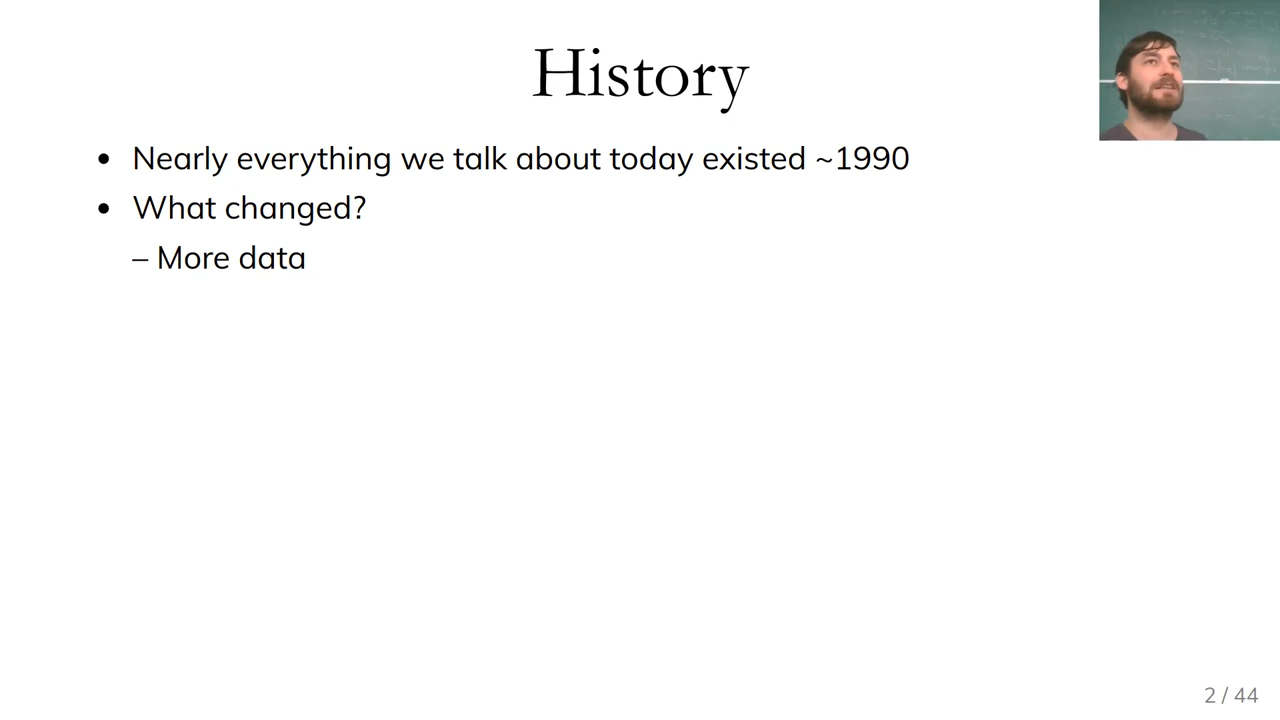 History
• Nearly everything we talk about today existed ~1990
• What changed?
– More data
2 / 44